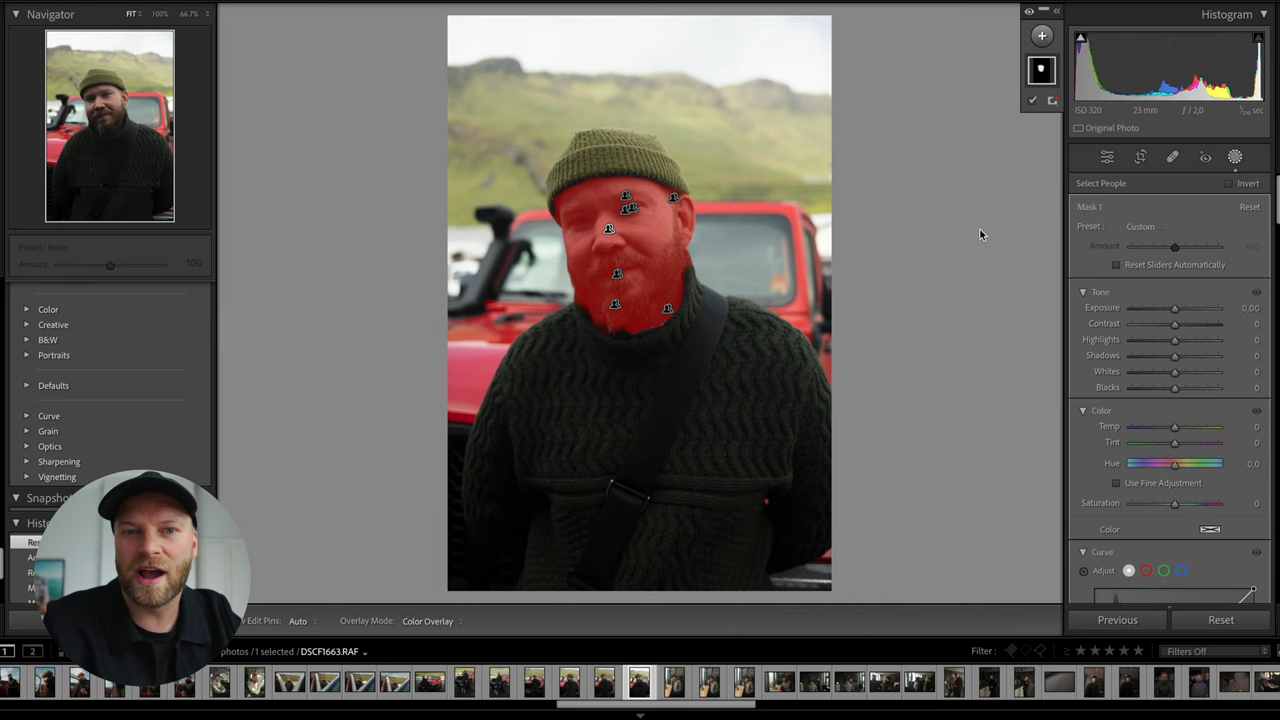 Navigator FIT 100% 66.7%
Histogram
ISO 320 23 mm ƒ / 2,0
Original Photo
Select People Invert
Mask 1 Reset
Preset : Custom
Amount 100
Reset Sliders Automatically
Preset : None
Amount 100
Color
Creative
B&W
Portraits
Defaults
Curve
Grain
Optics
Sharpening
Vignetting
Snapsho
Histo
Tone
Exposure 0,00
Contrast 0
Highlights 0
Shadows 0
Whites 0
Blacks 0
Color
Temp 0
Tint 0
Hue 0,0
Use Fine Adjustment
Saturation 0
Color
Curve
Adjust
Edit Pins: Auto Overlay Mode: Color Overlay
Previous Reset
1 2 photos / 1 selected / DSCF1663.RAF
Filter : ≥ ★★★★★ Filters Off